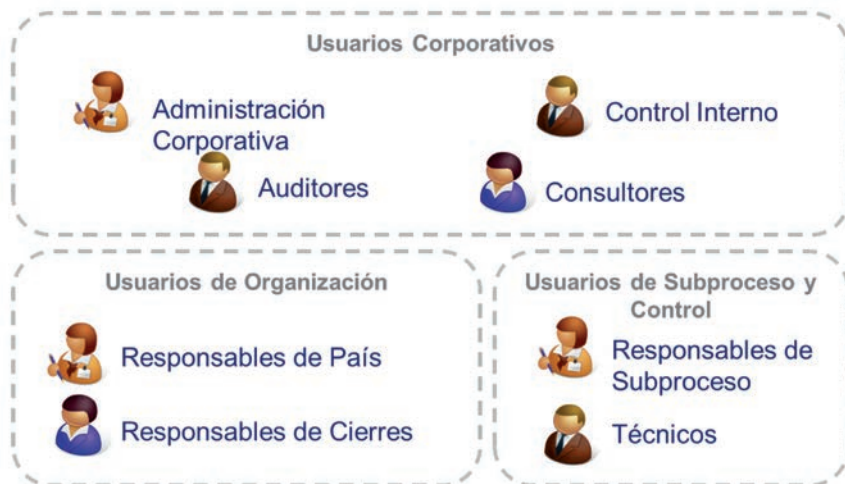 Usuarios Corporativos
Administración
Corporativa
Control Interno
Auditores
Consultores
Usuarios de Organización
Responsables de País
Responsables de Cierres
Usuarios de Subproceso y
Control
Responsables de
Subproceso
Técnicos